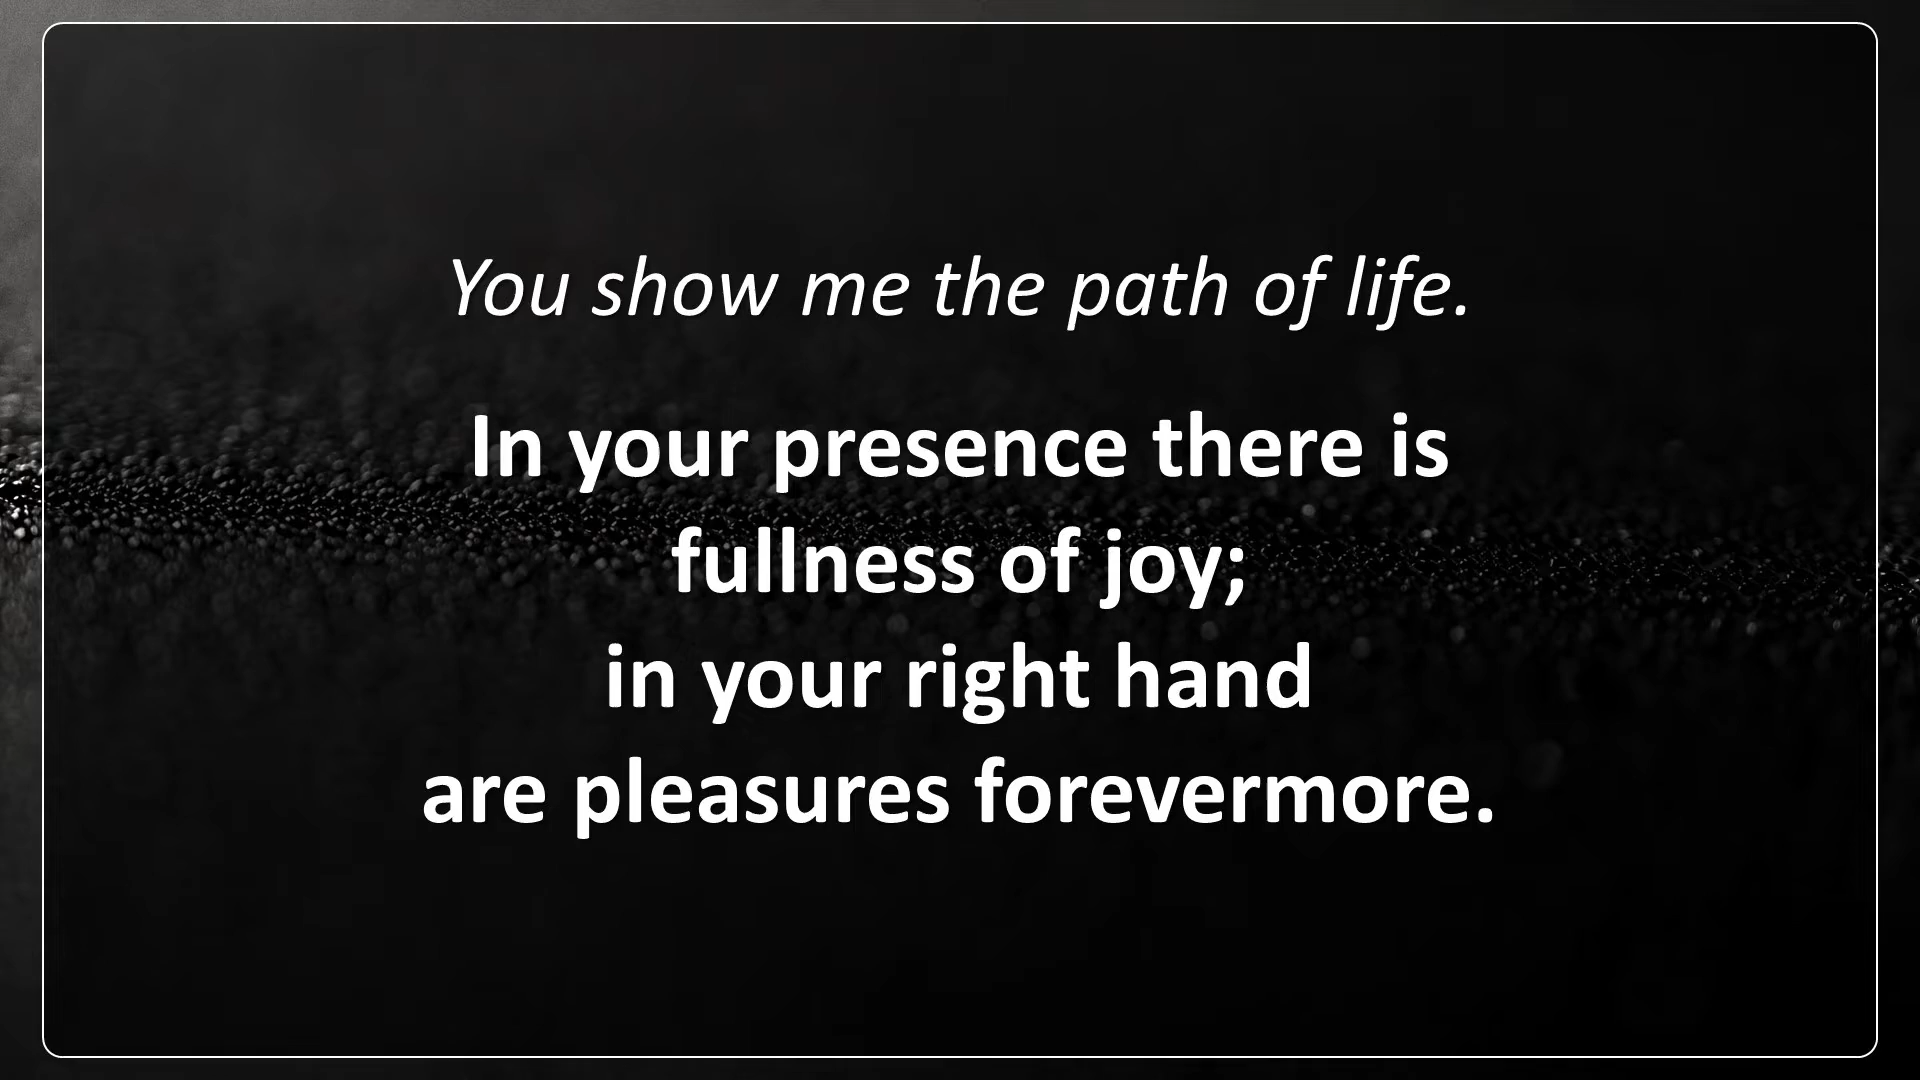 You show me the path of life.
In your presence there is
fullness of joy;
in your right hand
are pleasures forevermore.